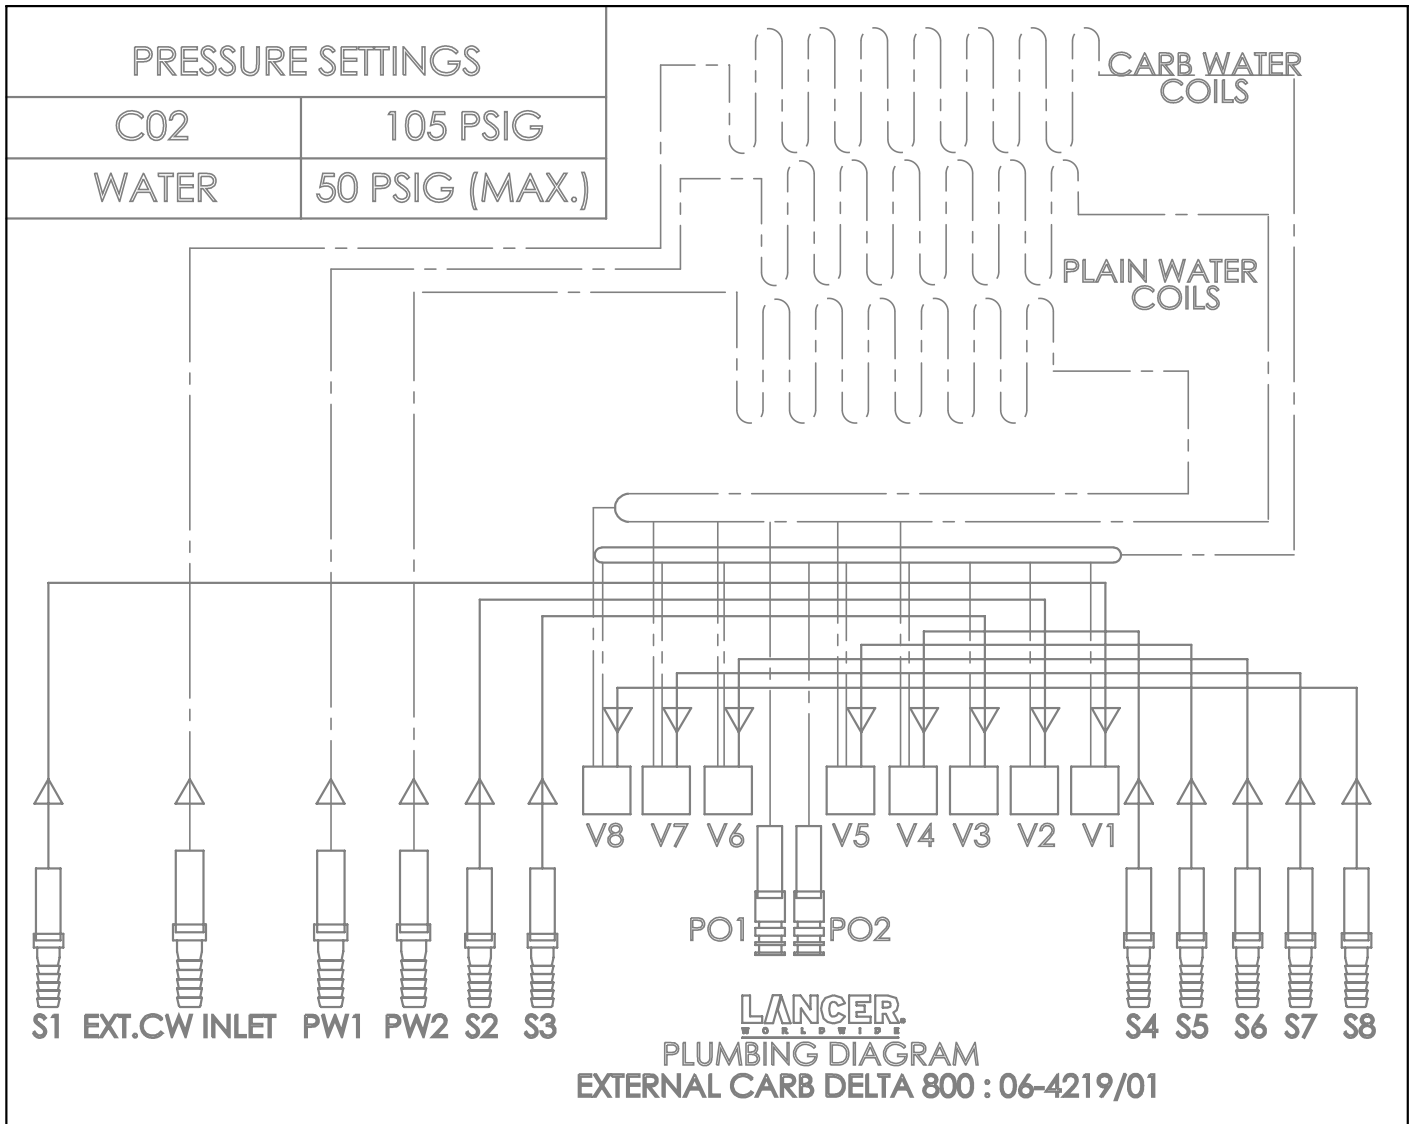 PRESSURE SETTINGS
C02 105 PSIG
WATER 50 PSIG (MAX.)
CARB WATER
COILS
PLAIN WATER
COILS
V8 V7 V6 V5 V4 V3 V2 V1
PO1 PO2
S1 EXT.CW INLET PW1 PW2 S2 S3 S4 S5 S6 S7 S8
LANCER.
WORLDWIDE
PLUMBING DIAGRAM
EXTERNAL CARB DELTA 800 : 06-4219/01